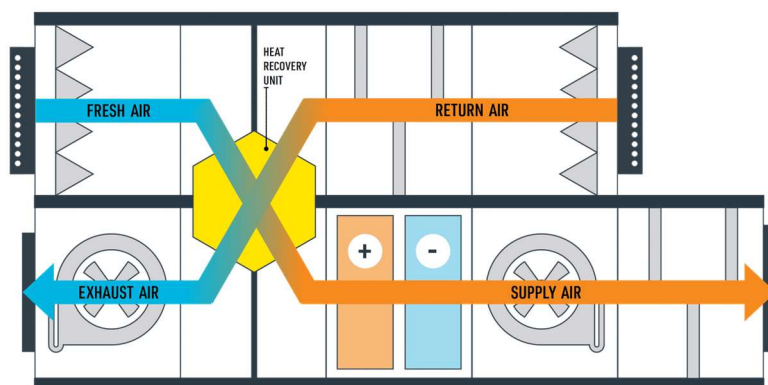 HEAT
RECOVERY
UNIT
FRESH AIR
RETURN AIR
+
-
EXHAUST AIR
SUPPLY AIR